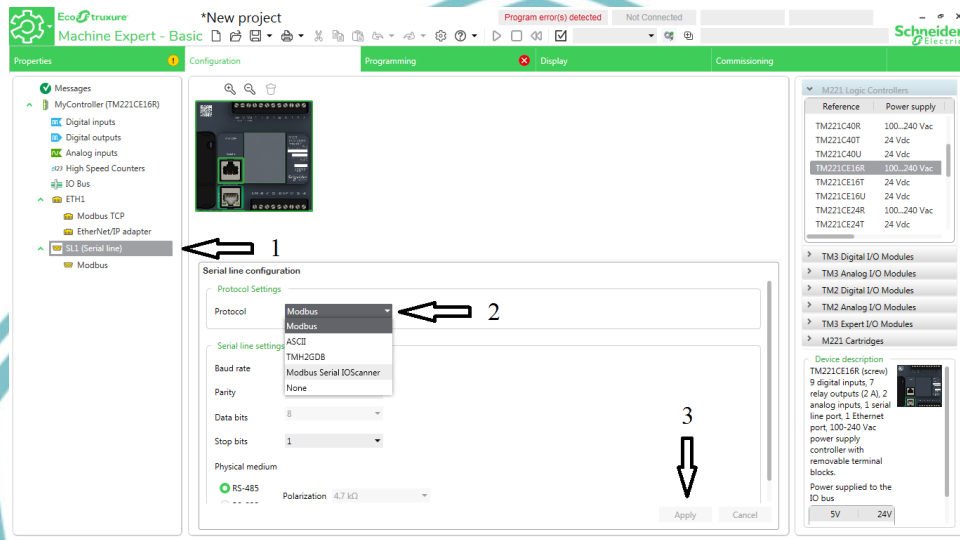 EcoStruxure
Machine Expert - Basic
*New project
Program error(s) detected
Not Connected
Schneider
Electric
Properties
Configuration
Programming
Display
Commissioning
Messages
MyController (TM221CE16R)
Digital inputs
Digital outputs
Analog inputs
High Speed Counters
IO Bus
ETH1
Modbus TCP
EtherNet/IP adapter
SL1 (Serial line)
Modbus
1
Serial line configuration
Protocol Settings
Protocol
Modbus
2
Modbus
ASCII
TMH2GDB
Modbus Serial IOScanner
None
Serial line settings
Baud rate
Parity
Data bits
8
Stop bits
1
Physical medium
RS-485
Polarization
4.7 kΩ
3
Apply
Cancel
M221 Logic Controllers
Reference Power supply
TM221C40R 100...240 Vac
TM221C40T 24 Vdc
TM221C40U 24 Vdc
TM221CE16R 100...240 Vac
TM221CE16T 24 Vdc
TM221CE16U 24 Vdc
TM221CE24R 100...240 Vac
TM221CE24T 24 Vdc
TM3 Digital I/O Modules
TM3 Analog I/O Modules
TM2 Digital I/O Modules
TM2 Analog I/O Modules
TM3 Expert I/O Modules
M221 Cartridges
Device description
TM221CE16R (screw)
9 digital inputs, 7
relay outputs (2 A), 2
analog inputs, 1 serial
line port, 1 Ethernet
port, 100-240 Vac
power supply
controller with
removable terminal
blocks.
Power supplied to the
IO bus
5V 24V